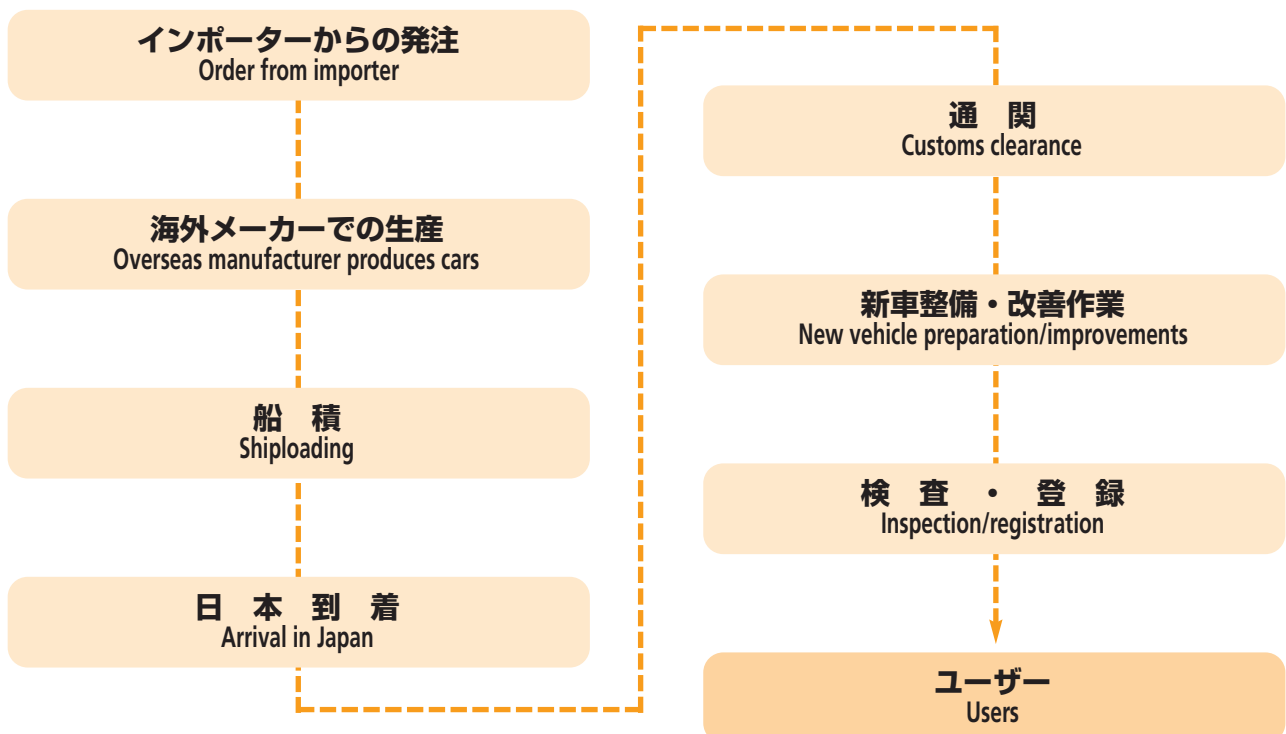 インポーターからの発注
Order from importer
海外メーカーでの生産
Overseas manufacturer produces cars
船　積
Shiploading
日　本　到　着
Arrival in Japan
通　関
Customs clearance
新車整備・改善作業
New vehicle preparation/improvements
検　査　・　登　録
Inspection/registration
ユーザー
Users